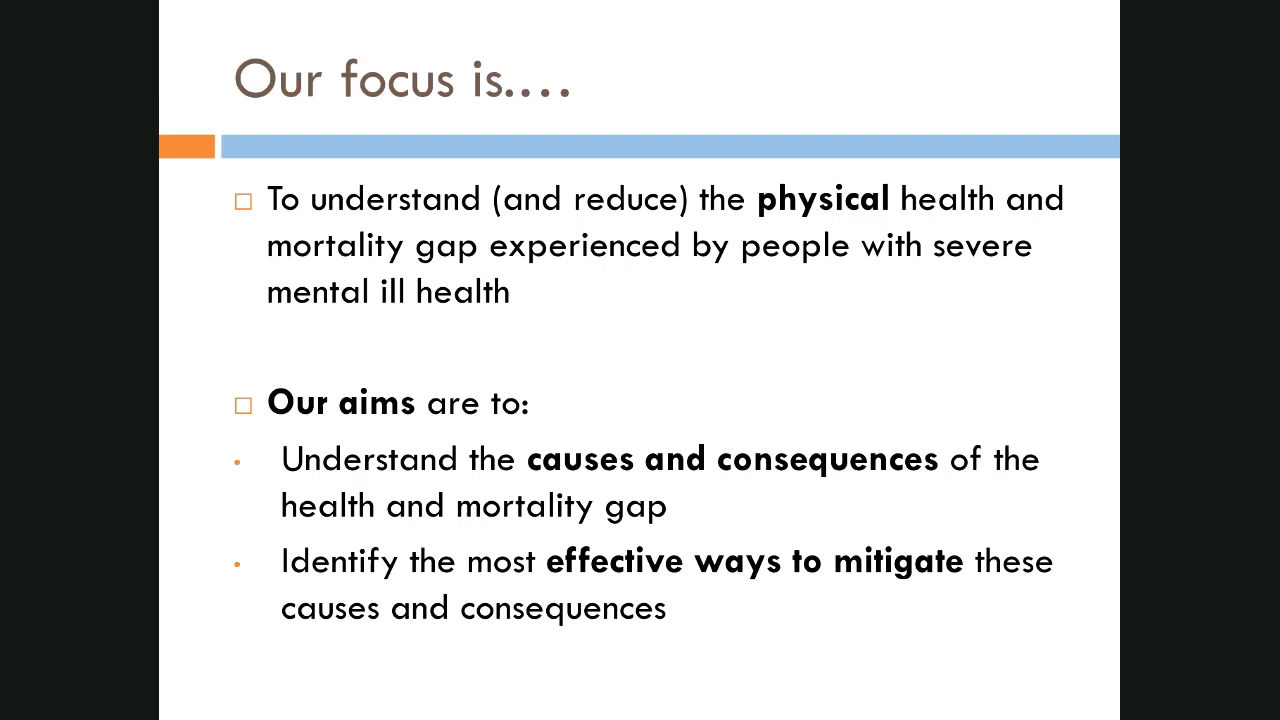 Our focus is....
To understand (and reduce) the physical health and
mortality gap experienced by people with severe
mental ill health
Our aims are to:
Understand the causes and consequences of the
health and mortality gap
Identify the most effective ways to mitigate these
causes and consequences